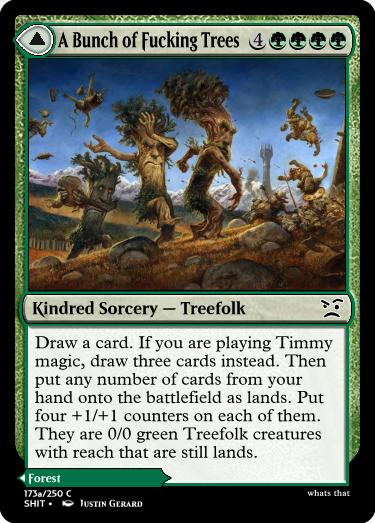 A Bunch of Fucking Trees 4
Kindred Sorcery — Treefolk
Draw a card. If you are playing Timmy
magic, draw three cards instead. Then
put any number of cards from your
hand onto the battlefield as lands. Put
four +1/+1 counters on each of them.
They are 0/0 green Treefolk creatures
with reach that are still lands.
Forest
173a/250 C
whats that
SHIT • Justin Gerard